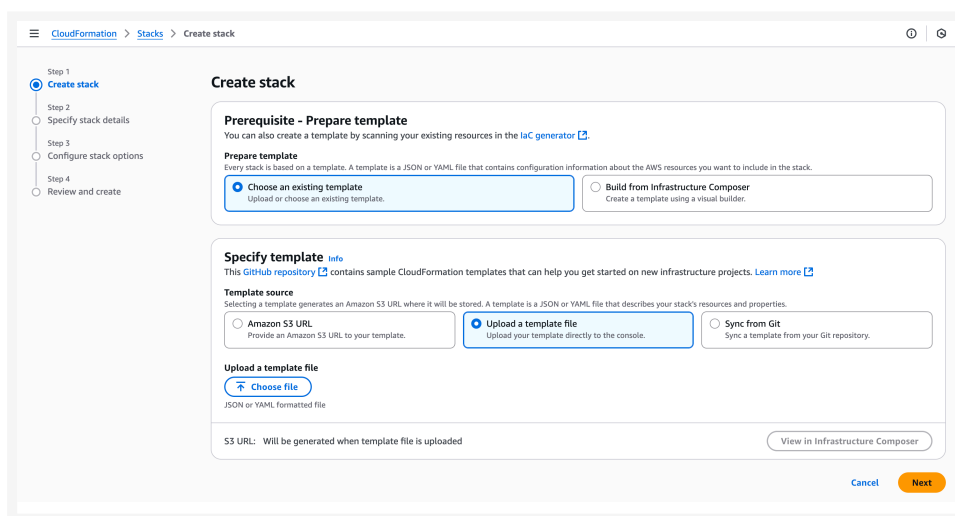 CloudFormation > Stacks > Create stack
Step 1
Create stack
Step 2
Specify stack details
Step 3
Configure stack options
Step 4
Review and create
Create stack
Prerequisite - Prepare template
You can also create a template by scanning your existing resources in the IaC generator.
Prepare template
Every stack is based on a template. A template is a JSON or YAML file that contains configuration information about the AWS resources you want to include in the stack.
Choose an existing template
Upload or choose an existing template.
Build from Infrastructure Composer
Create a template using a visual builder.
Specify template Info
This GitHub repository contains sample CloudFormation templates that can help you get started on new infrastructure projects. Learn more
Template source
Selecting a template generates an Amazon S3 URL where it will be stored. A template is a JSON or YAML file that describes your stack's resources and properties.
Amazon S3 URL
Provide an Amazon S3 URL to your template.
Upload a template file
Upload your template directly to the console.
Sync from Git
Sync a template from your Git repository.
Upload a template file
Choose file
JSON or YAML formatted file
S3 URL: Will be generated when template file is uploaded
View in Infrastructure Composer
Cancel
Next